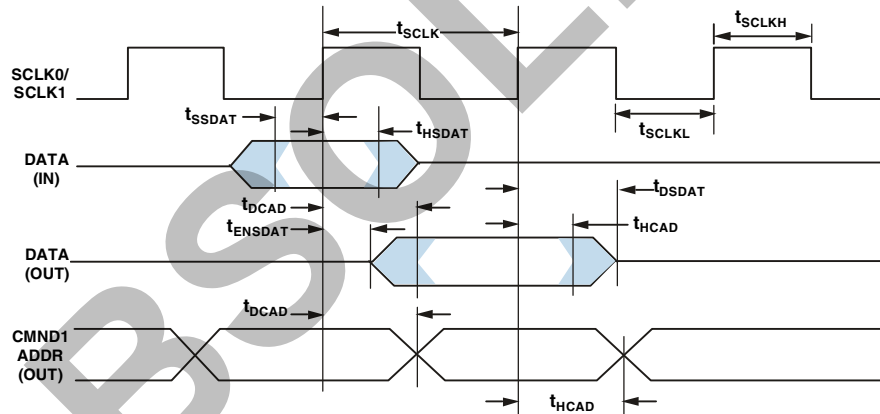 tSCLK
tSCLKH
SCLK0/
SCLK1
tSSDAT
tHSDAT
tSCLKL
DATA
(IN)
tDCAD
tDSDAT
tENSDAT
tHCAD
DATA
(OUT)
tDCAD
CMND1
ADDR
(OUT)
tHCAD
BSOL